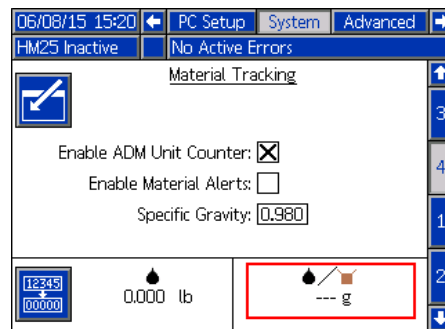 06/08/15 15:20 PC Setup System Advanced
HM25 Inactive No Active Errors
Material Tracking
3
Enable ADM Unit Counter:
4
Enable Material Alerts:
Specific Gravity: 0.980
1
12345
00000
0.000 lb
--- g
2